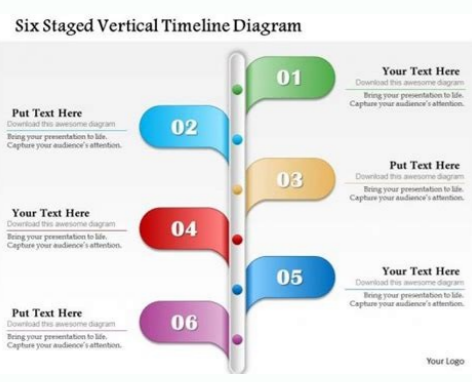 Six Staged Vertical Timeline Diagram
01
Your Text Here
Download this awesome diagram
Bring your presentation to life.
Capture your audience's attention.
Put Text Here
Download this awesome diagram
Bring your presentation to life.
Capture your audience's attention.
02
03
Put Text Here
Download this awesome diagram
Bring your presentation to life.
Capture your audience's attention.
Your Text Here
Download this awesome diagram
Bring your presentation to life.
Capture your audience's attention.
04
05
Your Text Here
Download this awesome diagram
Bring your presentation to life.
Capture your audience's attention.
Put Text Here
Download this awesome diagram
Bring your presentation to life.
Capture your audience's attention.
06
Your Logo